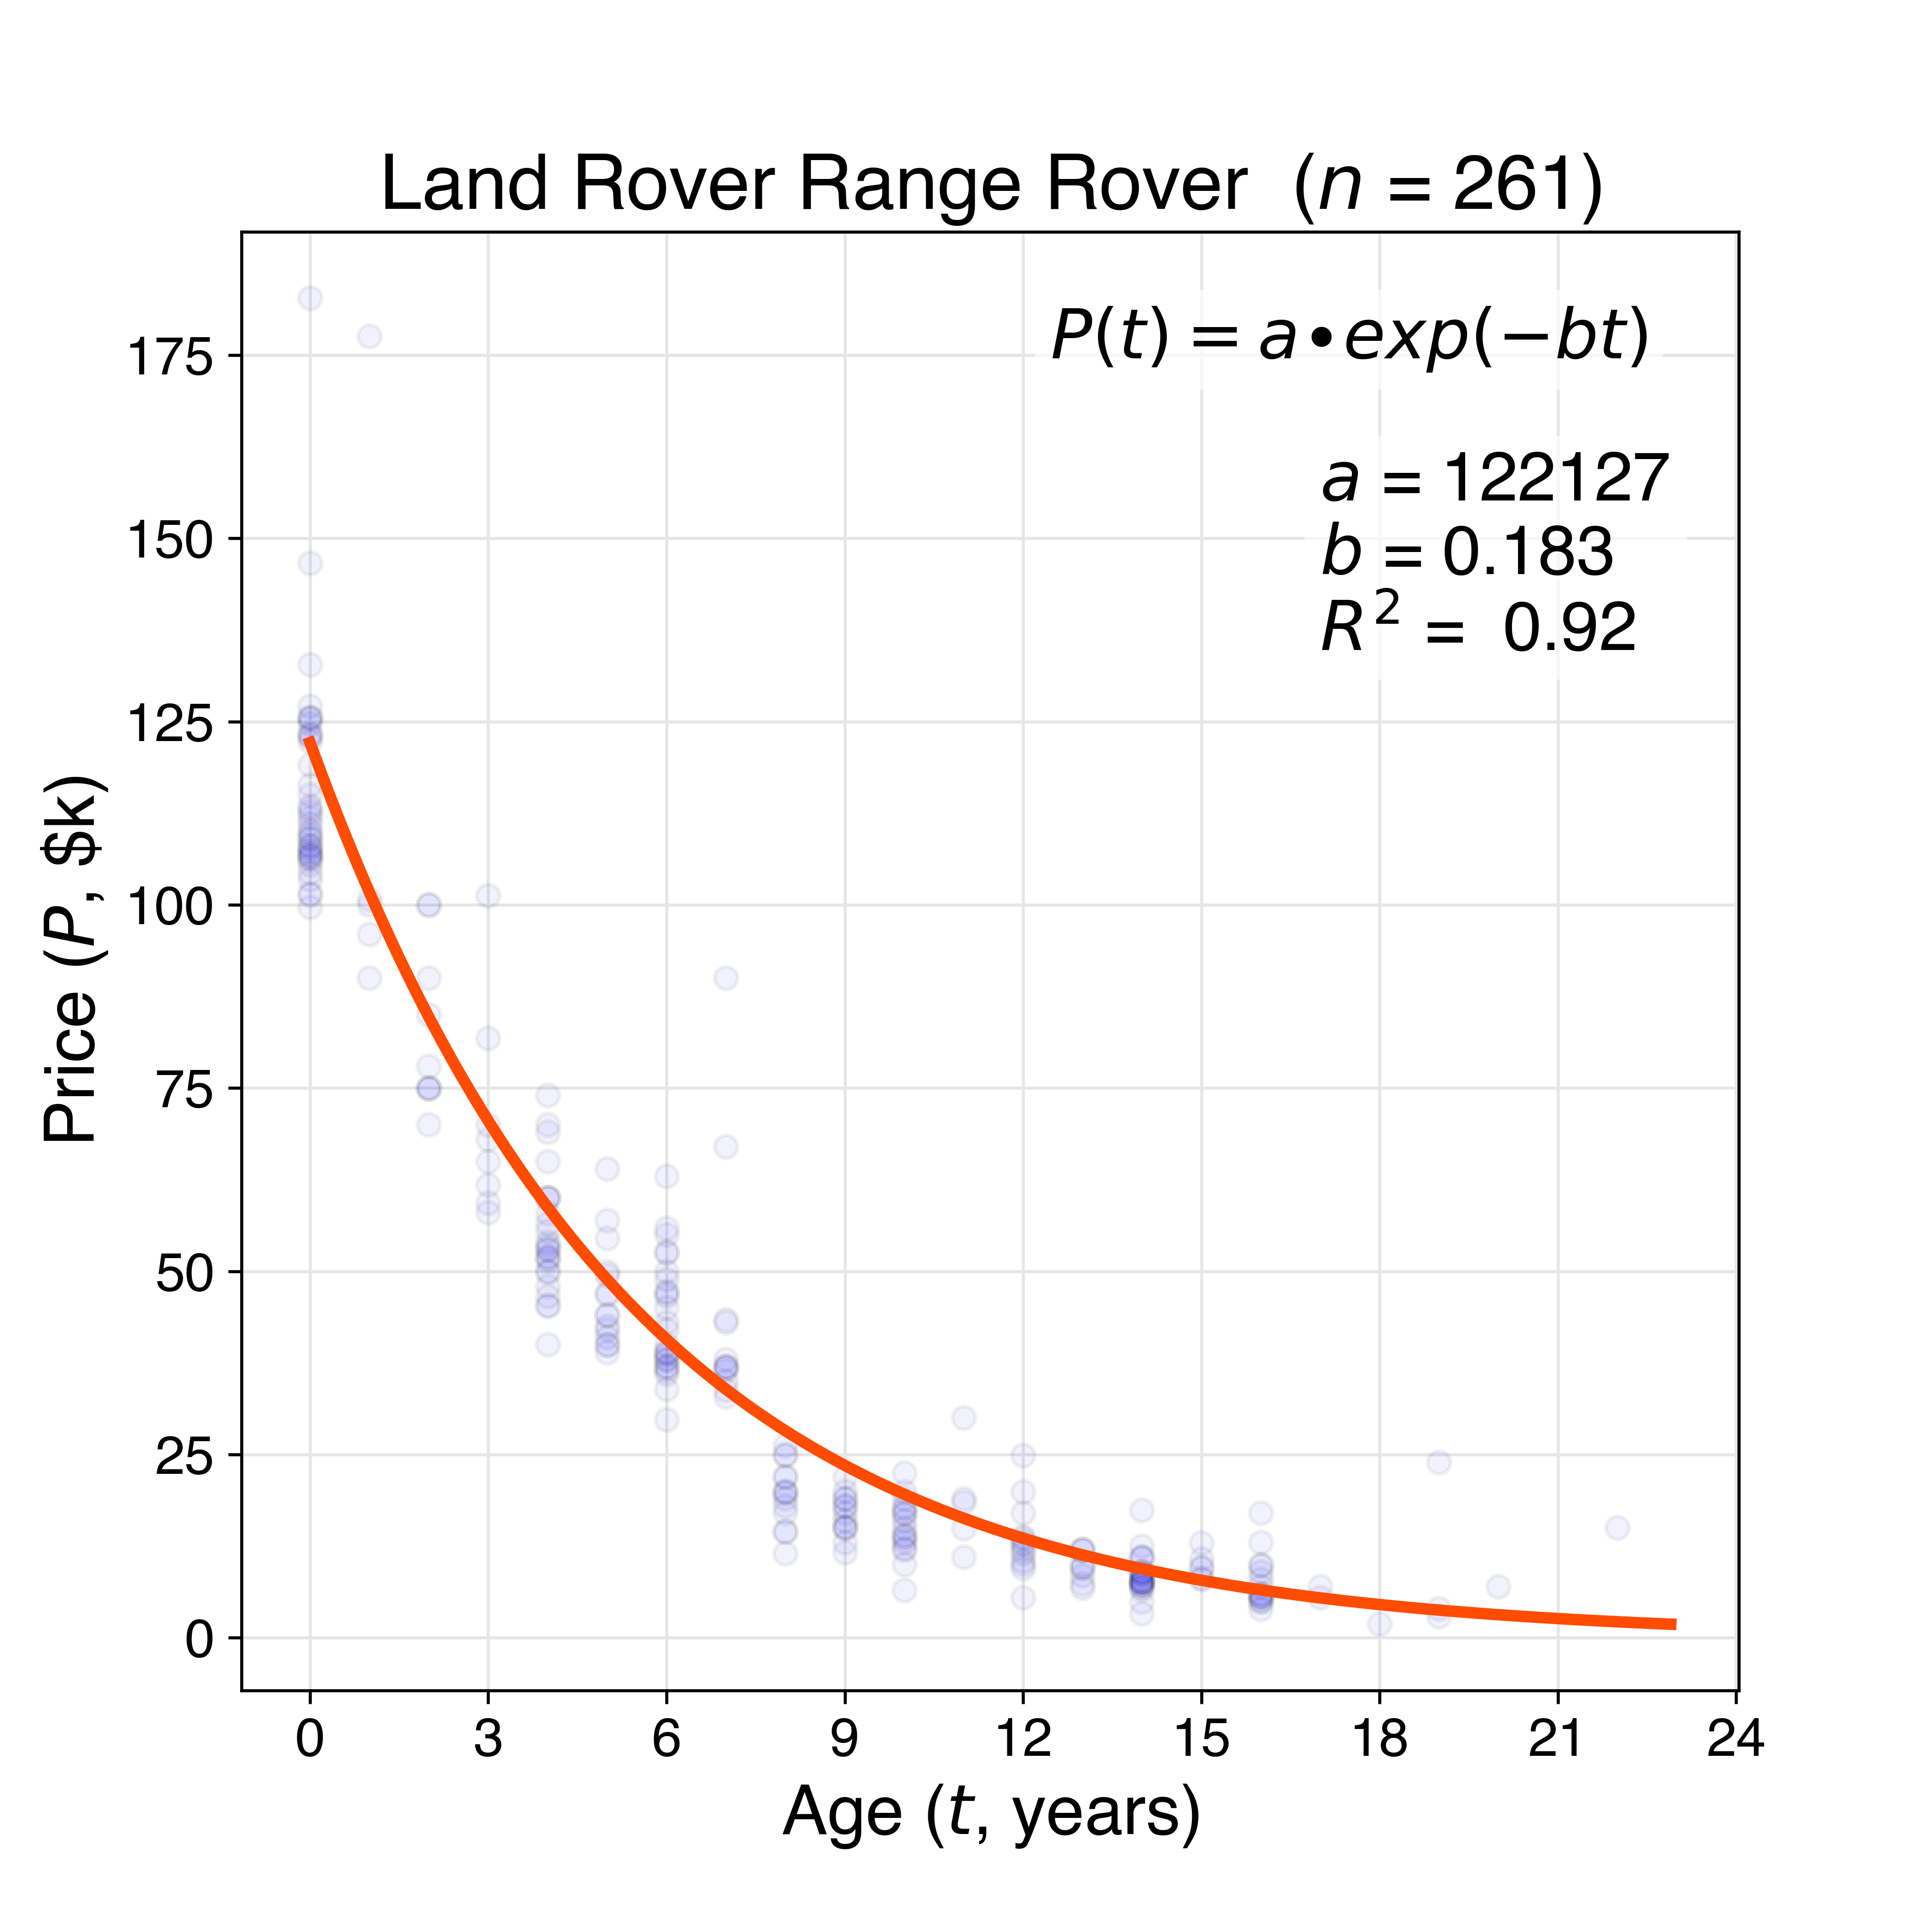 Land Rover Range Rover (n = 261)
P(t) = a•exp(−bt)
a = 122127
b = 0.183
R² = 0.92
Price (P, $k)
175
150
125
100
75
50
25
0
0 3 6 9 12 15 18 21 24
Age (t, years)